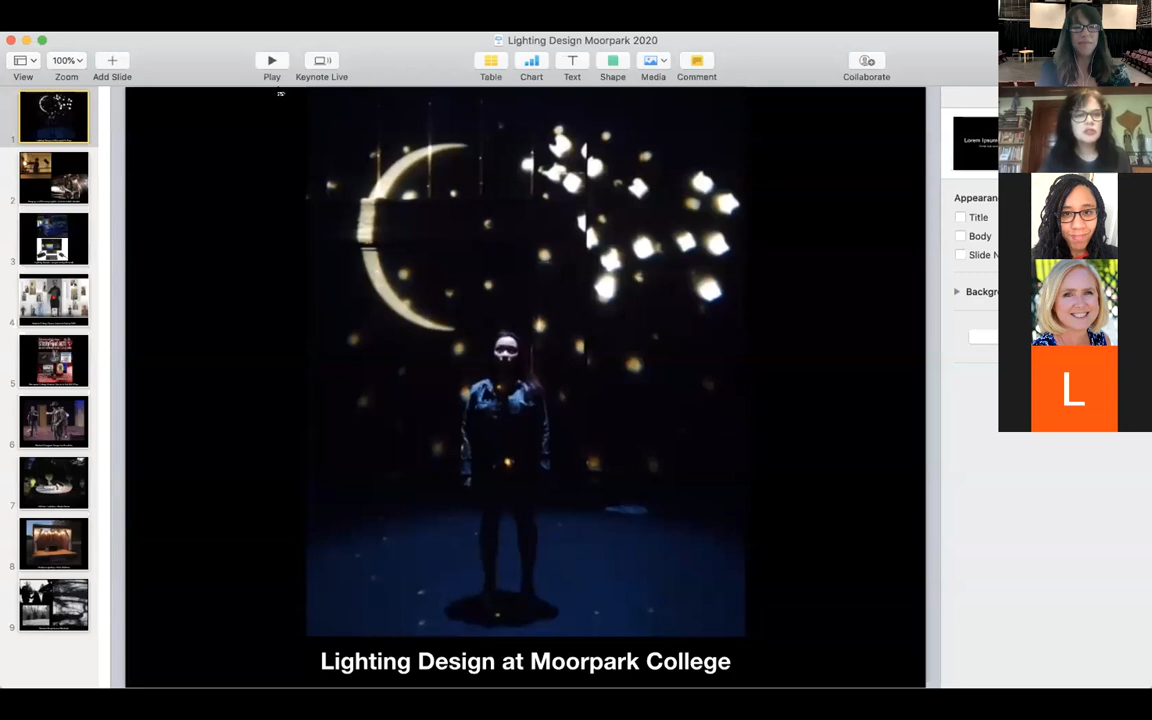 Lighting Design Moorpark 2020
100%
View
Zoom
Add Slide
Play
Keynote Live
Table
Chart
Text
Shape
Media
Comment
Collaborate
1
2
3
4
5
6
7
8
9
Lorem Ipsum
Appearan
Title
Body
Slide N
Backgro
L
Lighting Design at Moorpark College